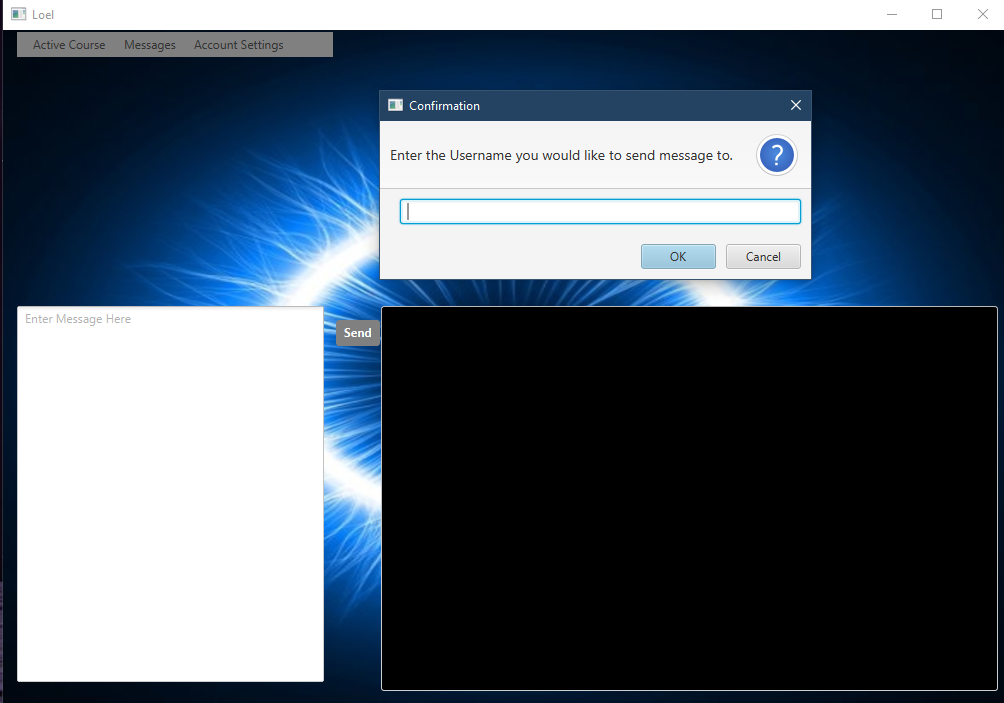 Loel
Active Course Messages Account Settings
Confirmation
Enter the Username you would like to send message to.
?
OK Cancel
Enter Message Here
Send